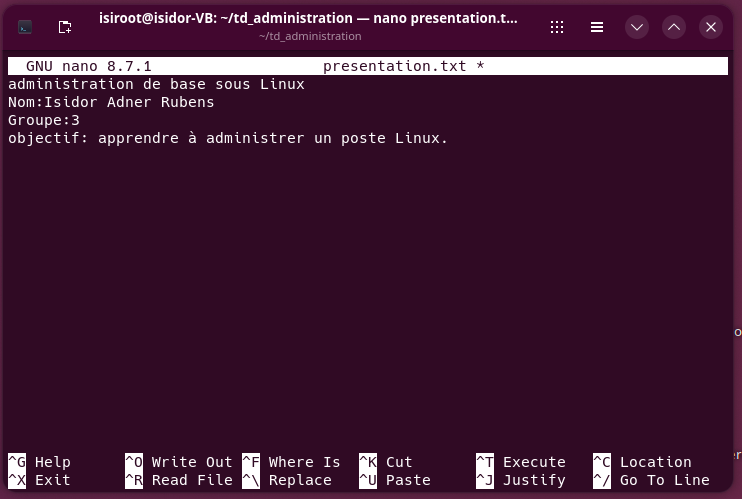 isiroot@isidor-VB: ~/td_administration — nano presentation.t...
~/td_administration
GNU nano 8.7.1 presentation.txt *
administration de base sous Linux
Nom:Isidor Adner Rubens
Groupe:3
objectif: apprendre à administrer un poste Linux.
^G Help ^O Write Out ^F Where Is ^K Cut ^T Execute ^C Location
^X Exit ^R Read File ^\ Replace ^U Paste ^J Justify ^/ Go To Line